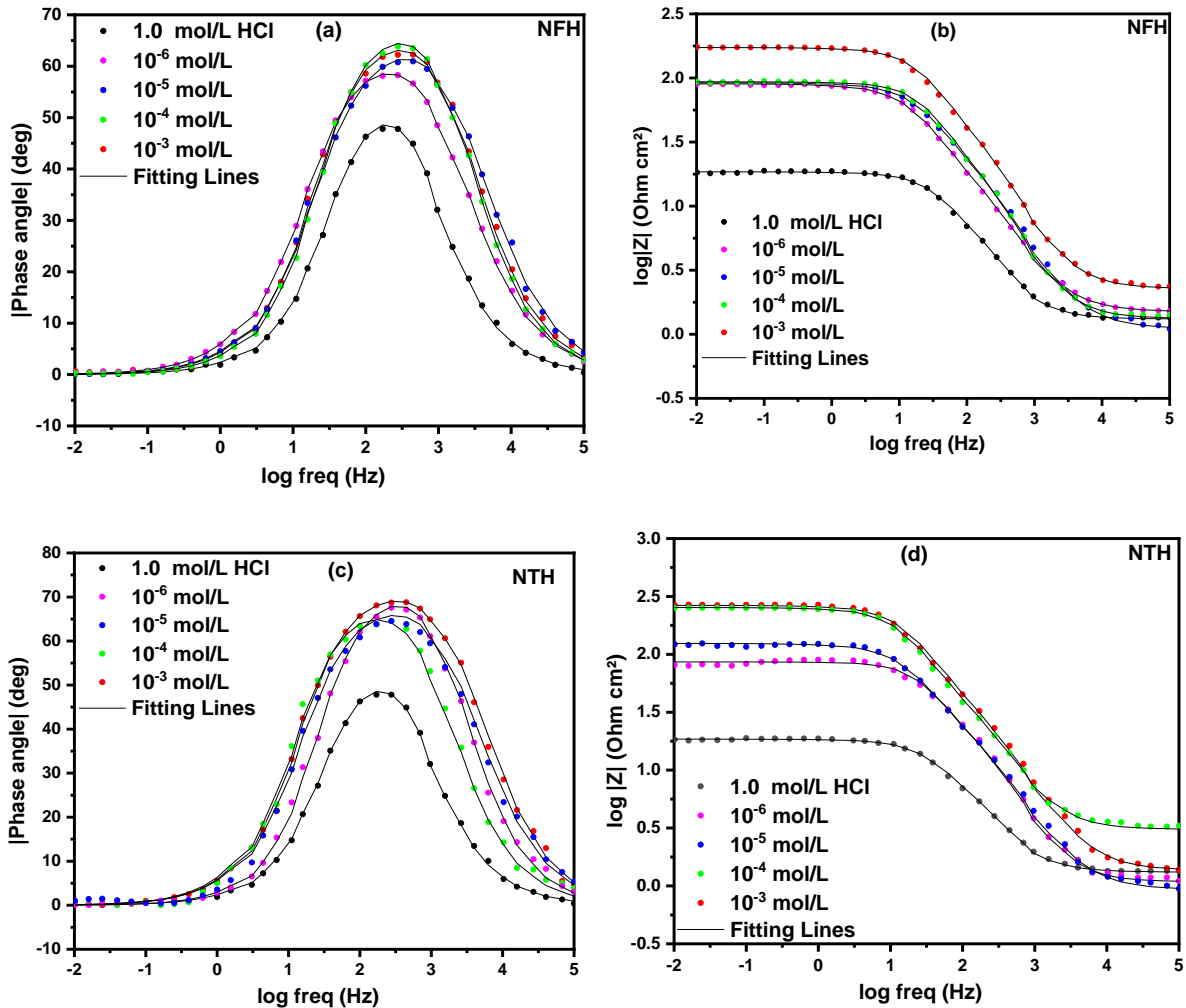 (a)
NFH
1.0 mol/L HCl
10⁻⁶ mol/L
10⁻⁵ mol/L
10⁻⁴ mol/L
10⁻³ mol/L
Fitting Lines
|Phase angle| (deg)
70
60
50
40
30
20
10
0
-10
-2 -1 0 1 2 3 4 5
log freq (Hz)
(b)
NFH
log|Z| (Ohm cm²)
2.5
2.0
1.5
1.0
0.5
0.0
-0.5
1.0 mol/L HCl
10⁻⁶ mol/L
10⁻⁵ mol/L
10⁻⁴ mol/L
10⁻³ mol/L
Fitting Lines
-2 -1 0 1 2 3 4 5
log freq (Hz)
(c)
NTH
1.0 mol/L HCl
10⁻⁶ mol/L
10⁻⁵ mol/L
10⁻⁴ mol/L
10⁻³ mol/L
Fitting Lines
|Phase angle| (deg)
80
70
60
50
40
30
20
10
0
-10
-2 -1 0 1 2 3 4 5
log freq (Hz)
(d)
NTH
log |Z| (Ohm cm²)
3.0
2.5
2.0
1.5
1.0
0.5
0.0
-0.5
1.0 mol/L HCl
10⁻⁶ mol/L
10⁻⁵ mol/L
10⁻⁴ mol/L
10⁻³ mol/L
Fitting Lines
-2 -1 0 1 2 3 4 5
log freq (Hz)